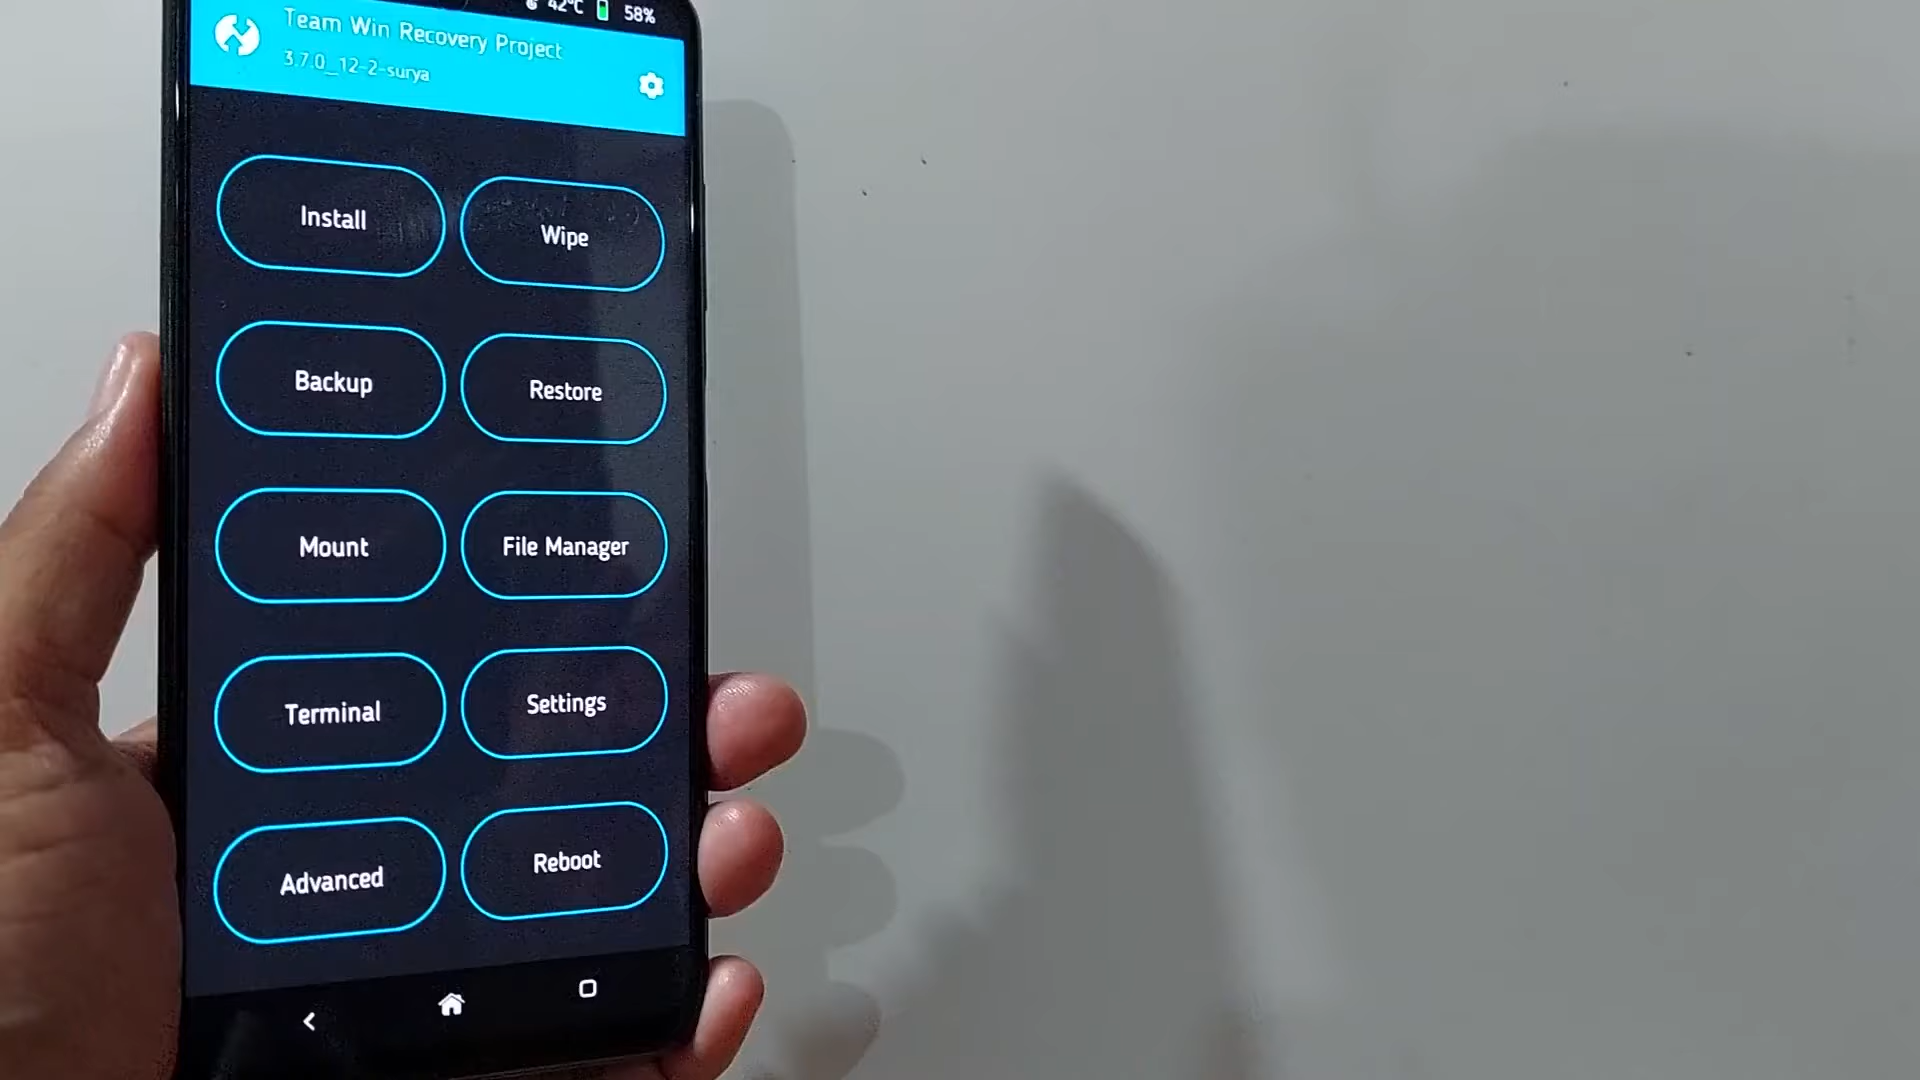 42°C 58%
Team Win Recovery Project
3.7.0_12-2-surya
Install
Wipe
Backup
Restore
Mount
File Manager
Terminal
Settings
Advanced
Reboot